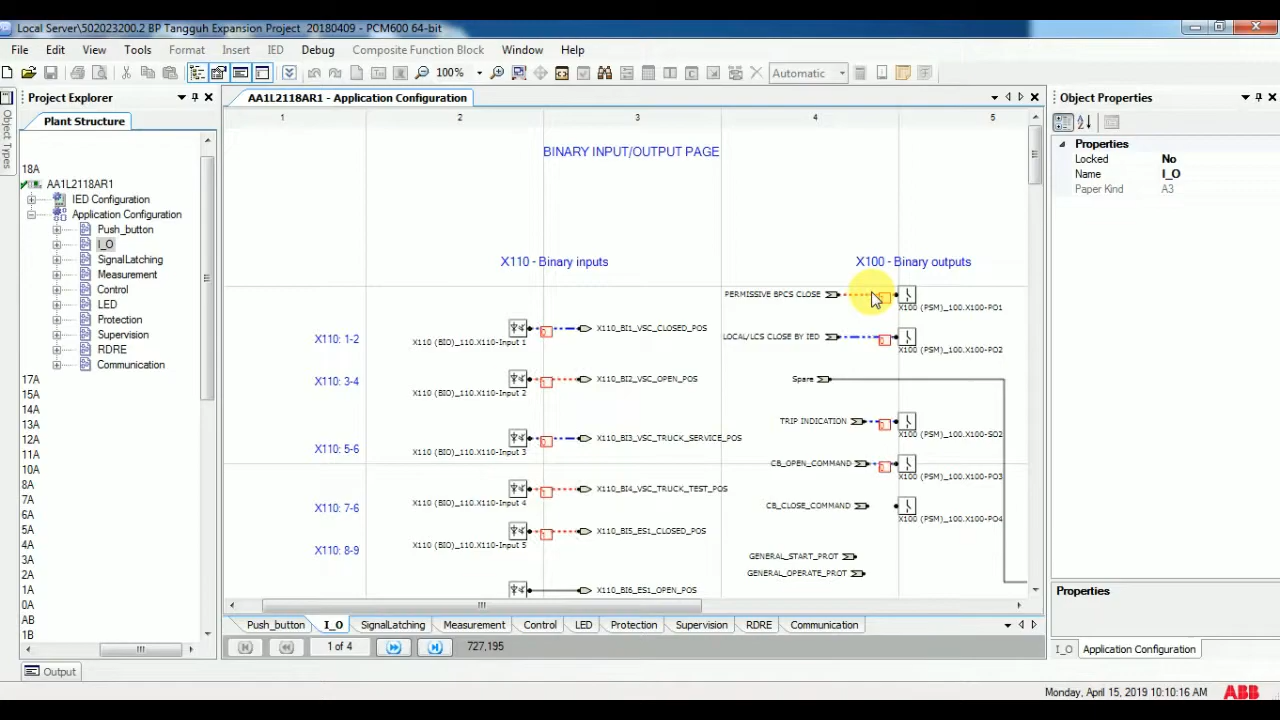 Local Server\502023200.2 BP Tangguh Expansion Project 20180409 - PCM600 64-bit
File Edit View Tools Format Insert IED Debug Composite Function Block Window Help
100% Automatic
Object Types
Project Explorer
Plant Structure
18A
AA1L2118AR1
IED Configuration
Application Configuration
Push_button
I_O
SignalLatching
Measurement
Control
LED
Protection
Supervision
RDRE
Communication
17A
15A
14A
13A
12A
11A
10A
8A
7A
6A
5A
4A
3A
2A
1A
0A
AB
1B
AA1L2118AR1 - Application Configuration
1 2 3 4 5
BINARY INPUT/OUTPUT PAGE
X110 - Binary inputs
X100 - Binary outputs
PERMISSIVE BPCS CLOSE
X100 (PSM)_100.X100-PO1
X110: 1-2
X110_BI1_VSC_CLOSED_POS
X110 (BIO)_110.X110-Input 1
LOCAL/LCS CLOSE BY IED
X100 (PSM)_100.X100-PO2
X110: 3-4
X110_BI2_VSC_OPEN_POS
X110 (BIO)_110.X110-Input 2
Spare
TRIP INDICATION
X100 (PSM)_100.X100-SO2
X110: 5-6
X110_BI3_VSC_TRUCK_SERVICE_POS
X110 (BIO)_110.X110-Input 3
CB_OPEN_COMMAND
X100 (PSM)_100.X100-PO3
X110: 7-6
X110_BI4_VSC_TRUCK_TEST_POS
X110 (BIO)_110.X110-Input 4
CB_CLOSE_COMMAND
X100 (PSM)_100.X100-PO4
X110: 8-9
X110_BI5_ES1_CLOSED_POS
X110 (BIO)_110.X110-Input 5
GENERAL_START_PROT
GENERAL_OPERATE_PROT
X110_BI6_ES1_OPEN_POS
Push_button I_O SignalLatching Measurement Control LED Protection Supervision RDRE Communication
1 of 4
727,195
Object Properties
Properties
Locked No
Name I_O
Paper Kind A3
Properties
I_O Application Configuration
Output
Monday, April 15, 2019 10:10:16 AM
ABB